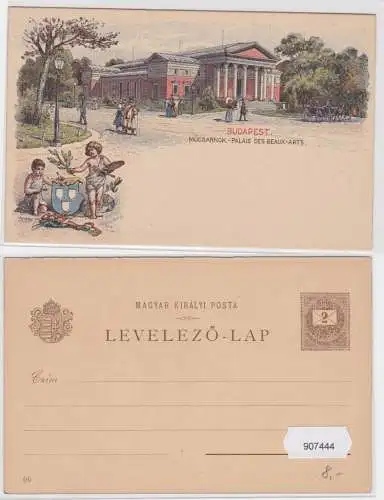 BUDAPEST.
MŰCSARNOK.-PALAIS DES BEAUX-ARTS.
MAGYAR KIRÁLYI POSTA
LEVELEZŐ-LAP
2
Czim
907444
8,-